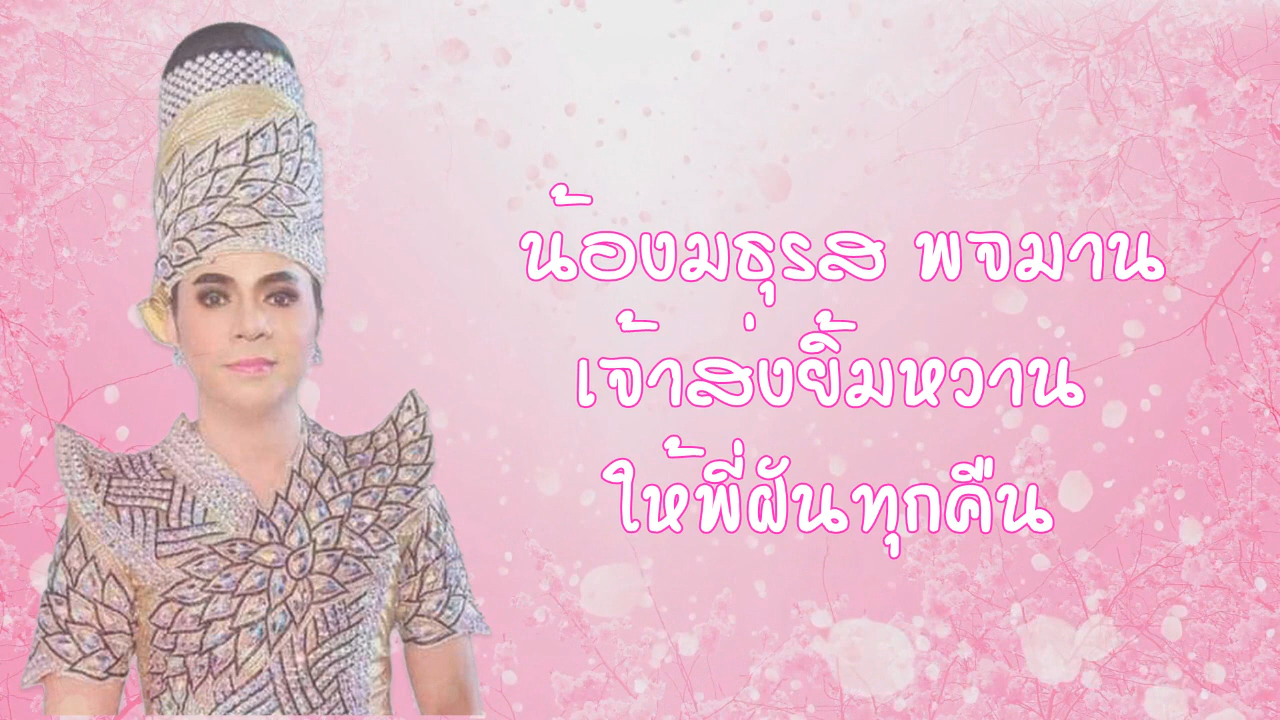 น้องมธุรส พจมาน
เจ้าส่งยิ้มหวาน
ให้พี่ฝันทุกคืน